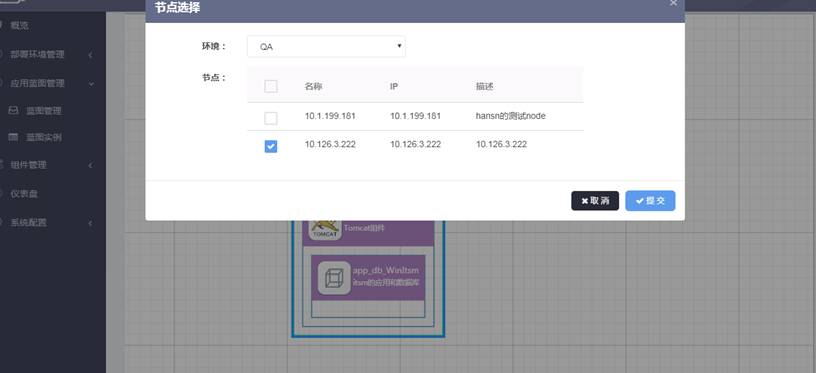 节点选择
概览
部署环境管理
应用蓝图管理
蓝图管理
蓝图实例
组件管理
仪表盘
系统配置
环境：
QA
节点：
名称 IP 描述
10.1.199.181 10.1.199.181 hansn的测试node
10.126.3.222 10.126.3.222 10.126.3.222
取消 提交
TOMCAT
Tomcat组件
app_db_WinItsm
itsm的应用和数据库